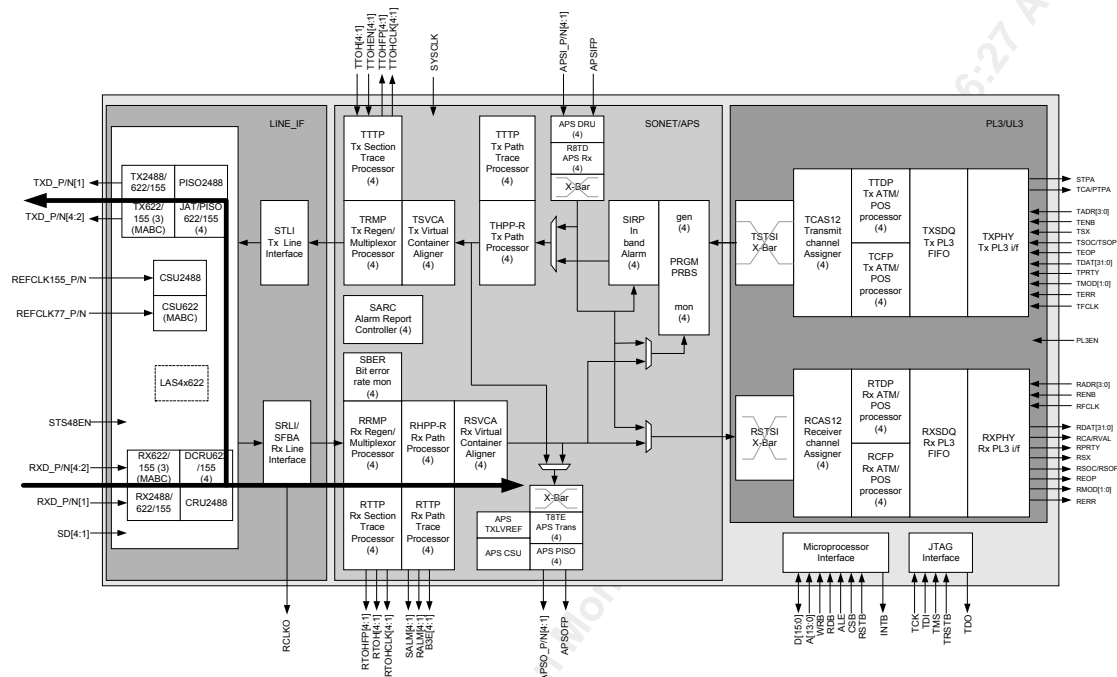 TTOH[4:1]
TTOHEN[4:1]
TTOHFP[4:1]
TTOHCLK[4:1]
SYSCLK
APSI_P/N[4:1]
APSIFP
6:27 A
LINE_IF
SONET/APS
PL3/UL3
TXD_P/N[1]
TXD_P/N[4:2]
REFCLK155_P/N
REFCLK77_P/N
STS48EN
RXD_P/N[4:2]
RXD_P/N[1]
SD[4:1]
TX2488/
622/155
PISO2488
TX622/
155 (3)
(MABC)
JAT/PISO
622/155
(4)
CSU2488
CSU622
(MABC)
LAS4x622
RX622/
155 (3)
(MABC)
DCRU622
/155
(4)
RX2488/
622/155
CRU2488
STLI
Tx Line
Interface
SRLI/
SFBA
Rx Line
Interface
TTTP
Tx Section
Trace
Processor
(4)
TRMP
Tx Regen/
Multiplexor
Processor
(4)
TSVCA
Tx Virtual
Container
Aligner
(4)
SARC
Alarm Report
Controller (4)
SBER
Bit error
rate mon
(4)
RRMP
Rx Regen/
Multiplexor
Processor
(4)
RHPP-R
Rx Path
Processor
(4)
RSVCA
Rx Virtual
Container
Aligner
(4)
RTTP
Rx Section
Trace
Processor
(4)
RTTP
Rx Path
Trace
Processor
(4)
TTTP
Tx Path
Trace
Processor
(4)
THPP-R
Tx Path
Processor
(4)
APS DRU
(4)
R8TD
APS Rx
(4)
X-Bar
SIRP
In
band
Alarm
(4)
gen
(4)
PRGM
PRBS
mon
(4)
X-Bar
APS
TXLVREF
T8TE
APS Trans
(4)
APS CSU
APS PISO
(4)
TSTSI
X-Bar
TCAS12
Transmit
channel
Assigner
(4)
TTDP
Tx ATM/
POS
processor
(4)
TCFP
Tx ATM/
POS
processor
(4)
TXSDQ
Tx PL3
FIFO
TXPHY
Tx PL3 i/f
RSTSI
X-Bar
RCAS12
Receiver
channel
Assigner
(4)
RTDP
Rx ATM/
POS
processor
(4)
RCFP
Rx ATM/
POS
processor
(4)
RXSDQ
Rx PL3
FIFO
RXPHY
Rx PL3 i/f
STPA
TCA/PTPA
TADR[3:0]
TENB
TSX
TSOC/TSOP
TEOP
TDAT[31:0]
TPRTY
TMOD[1:0]
TERR
TFCLK
PL3EN
RADR[3:0]
RENB
RFCLK
RDAT[31:0]
RCA/RVAL
RPRTY
RSX
RSOC/RSOP
REOP
RMOD[1:0]
RERR
Microprocessor
Interface
JTAG
Interface
RCLKO
RTOHFP[4:1]
RTOH[4:1]
RTOHCLK[4:1]
SALM[4:1]
RALM[4:1]
B3E[4:1]
APSO_P/N[4:1]
APSOFP
D[15:0]
A[13:0]
WRB
RDB
ALE
CSB
RSTB
INTB
TCK
TDI
TMS
TRSTB
TDO